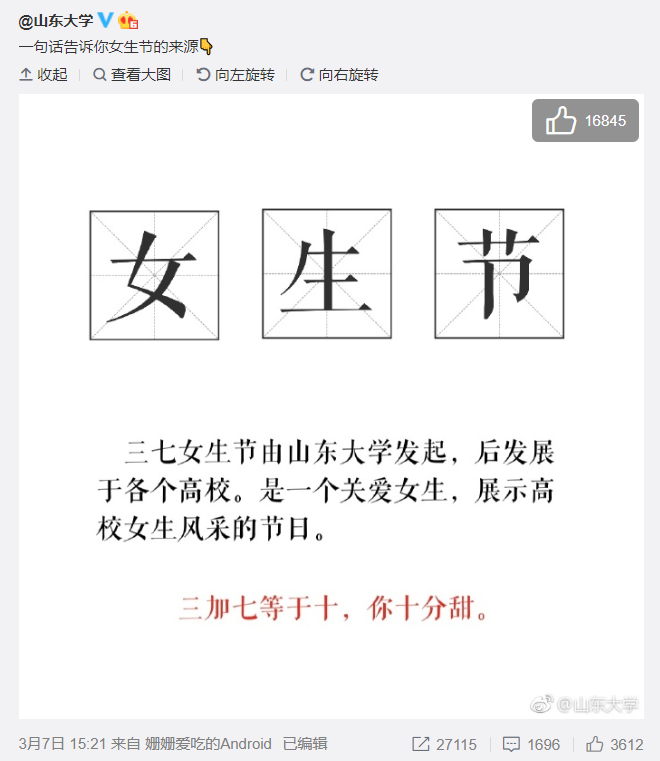 @山东大学
一句话告诉你女生节的来源👇
收起 查看大图 向左旋转 向右旋转
16845
女生节
三七女生节由山东大学发起，后发展
于各个高校。是一个关爱女生，展示高
校女生风采的节日。
三加七等于十，你十分甜。
@山东大学
3月7日 15:21 来自 姗姗爱吃的Android 已编辑 27115 1696 3612